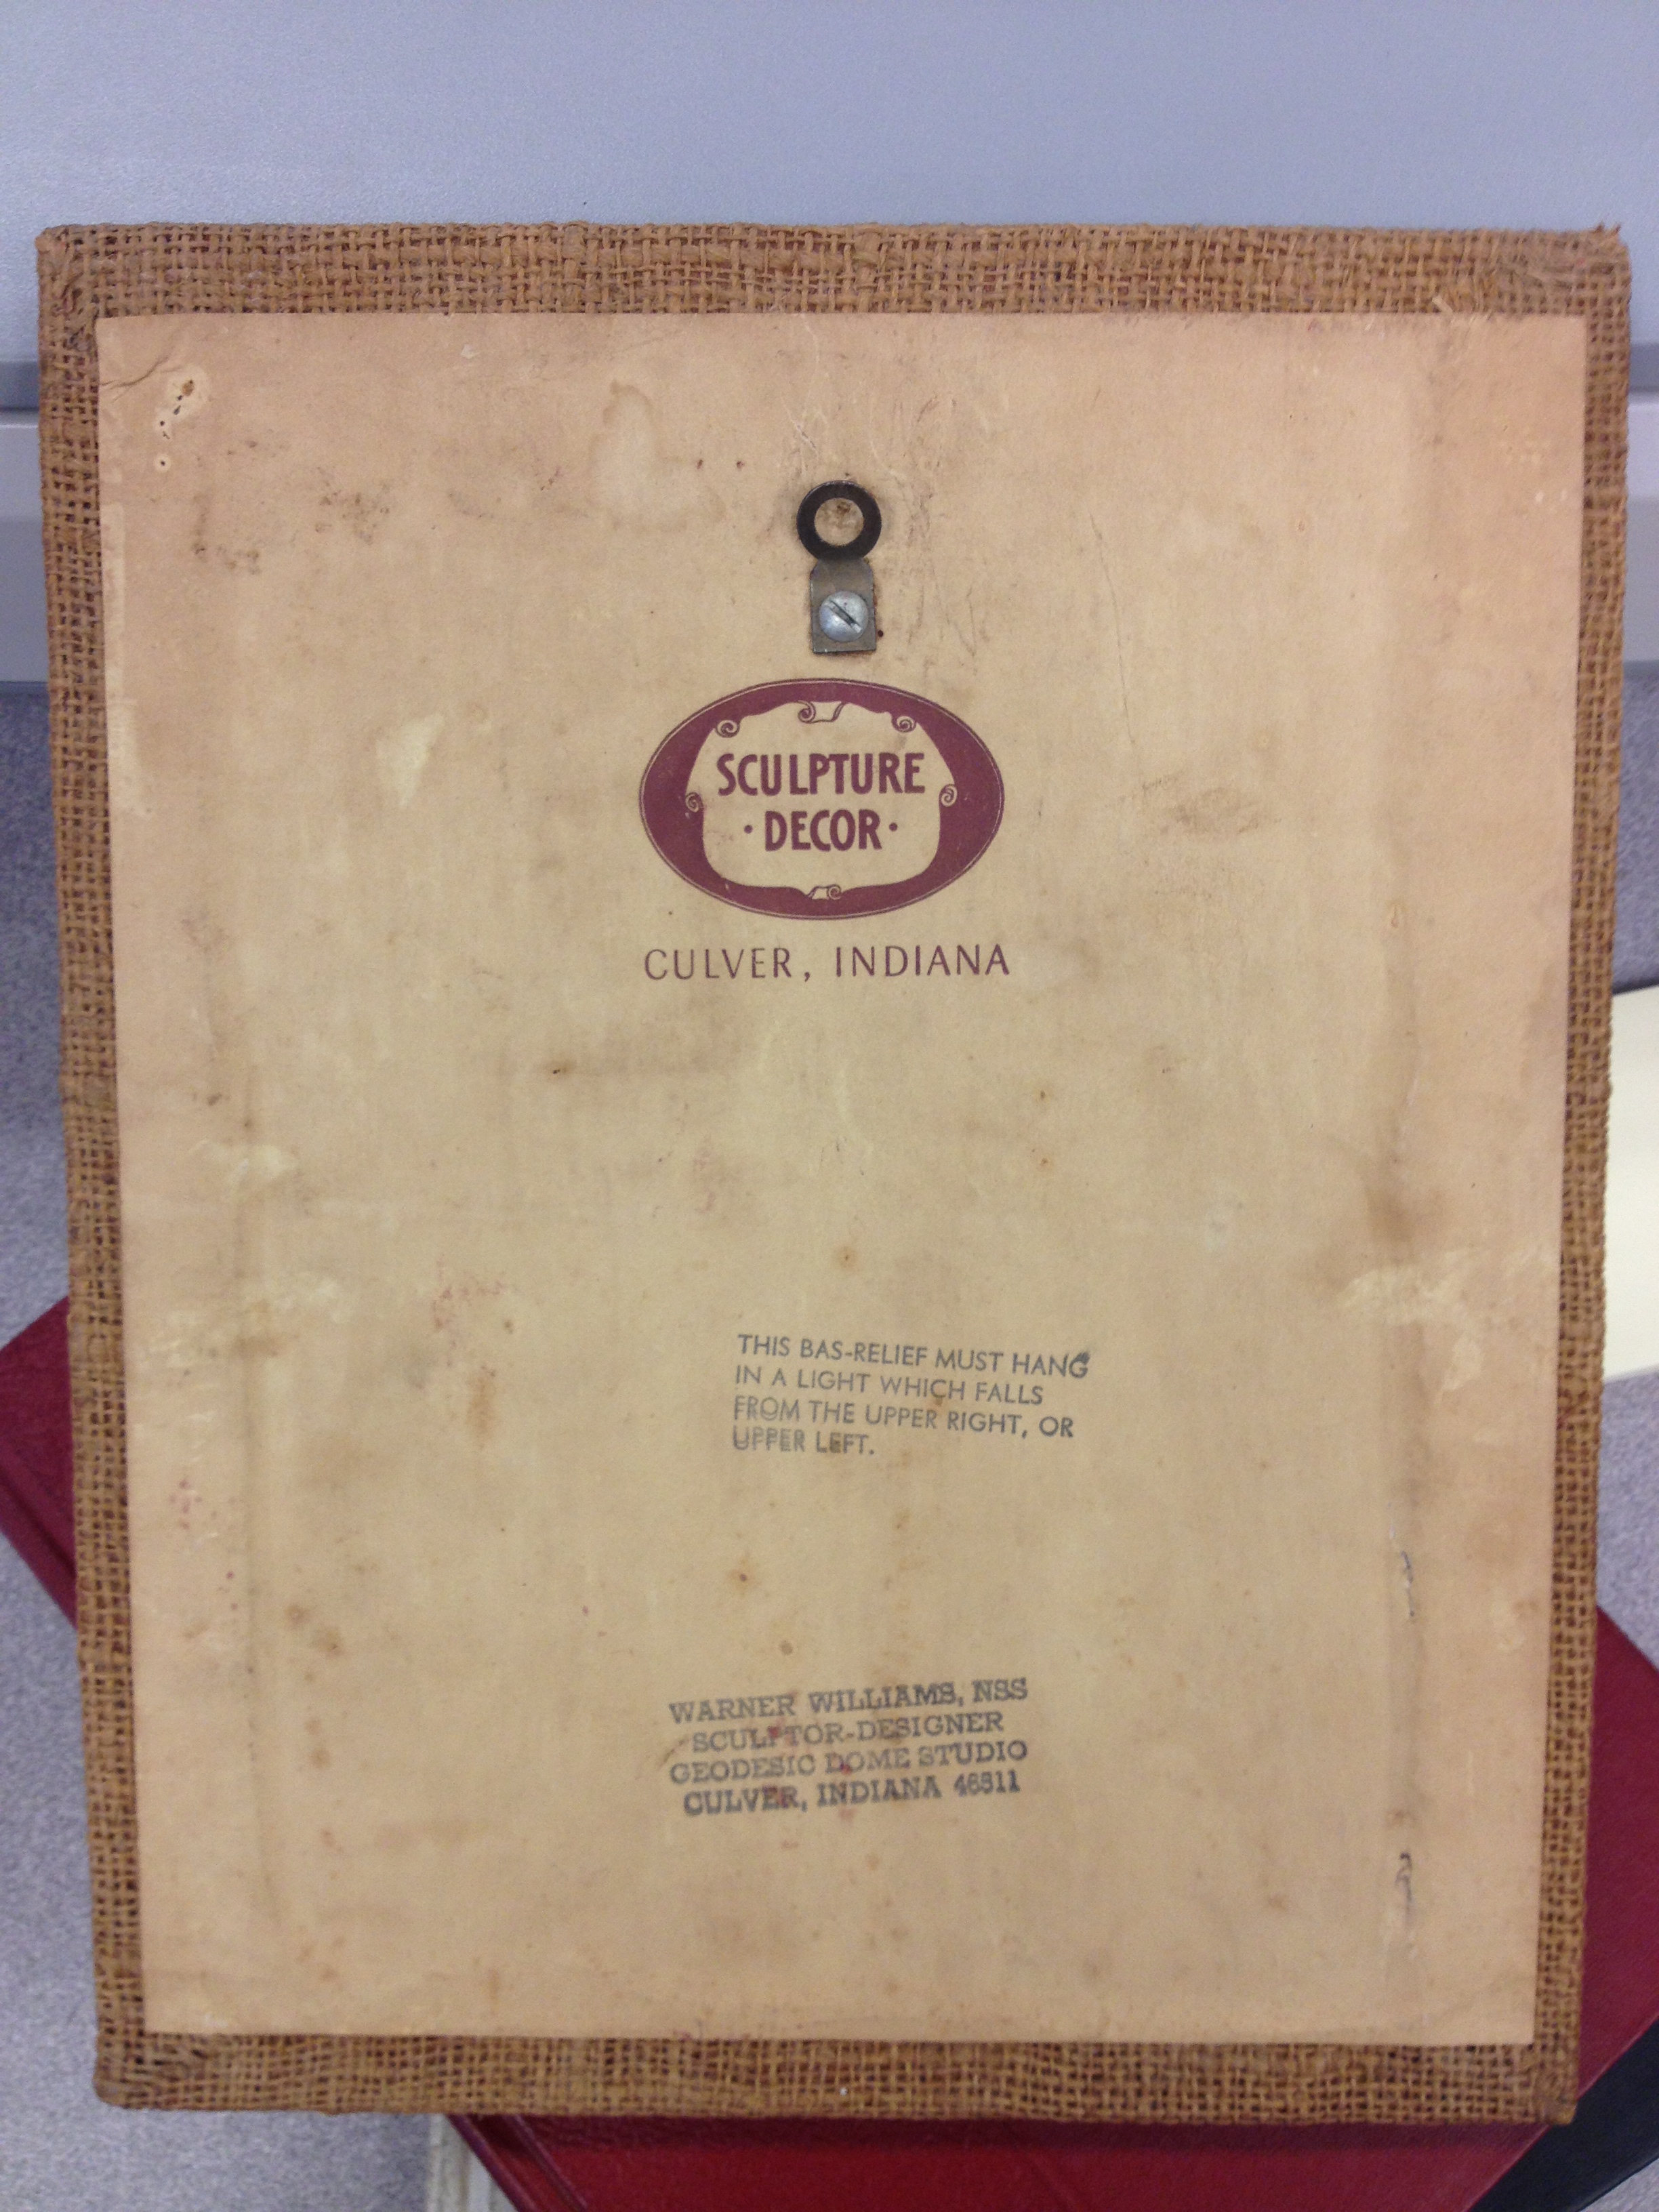 SCULPTURE
· DECOR ·
CULVER, INDIANA
THIS BAS-RELIEF MUST HANG
IN A LIGHT WHICH FALLS
FROM THE UPPER RIGHT, OR
UPPER LEFT.
WARNER WILLIAMS, NSS
SCULPTOR-DESIGNER
GEODESIC DOME STUDIO
CULVER, INDIANA 46511